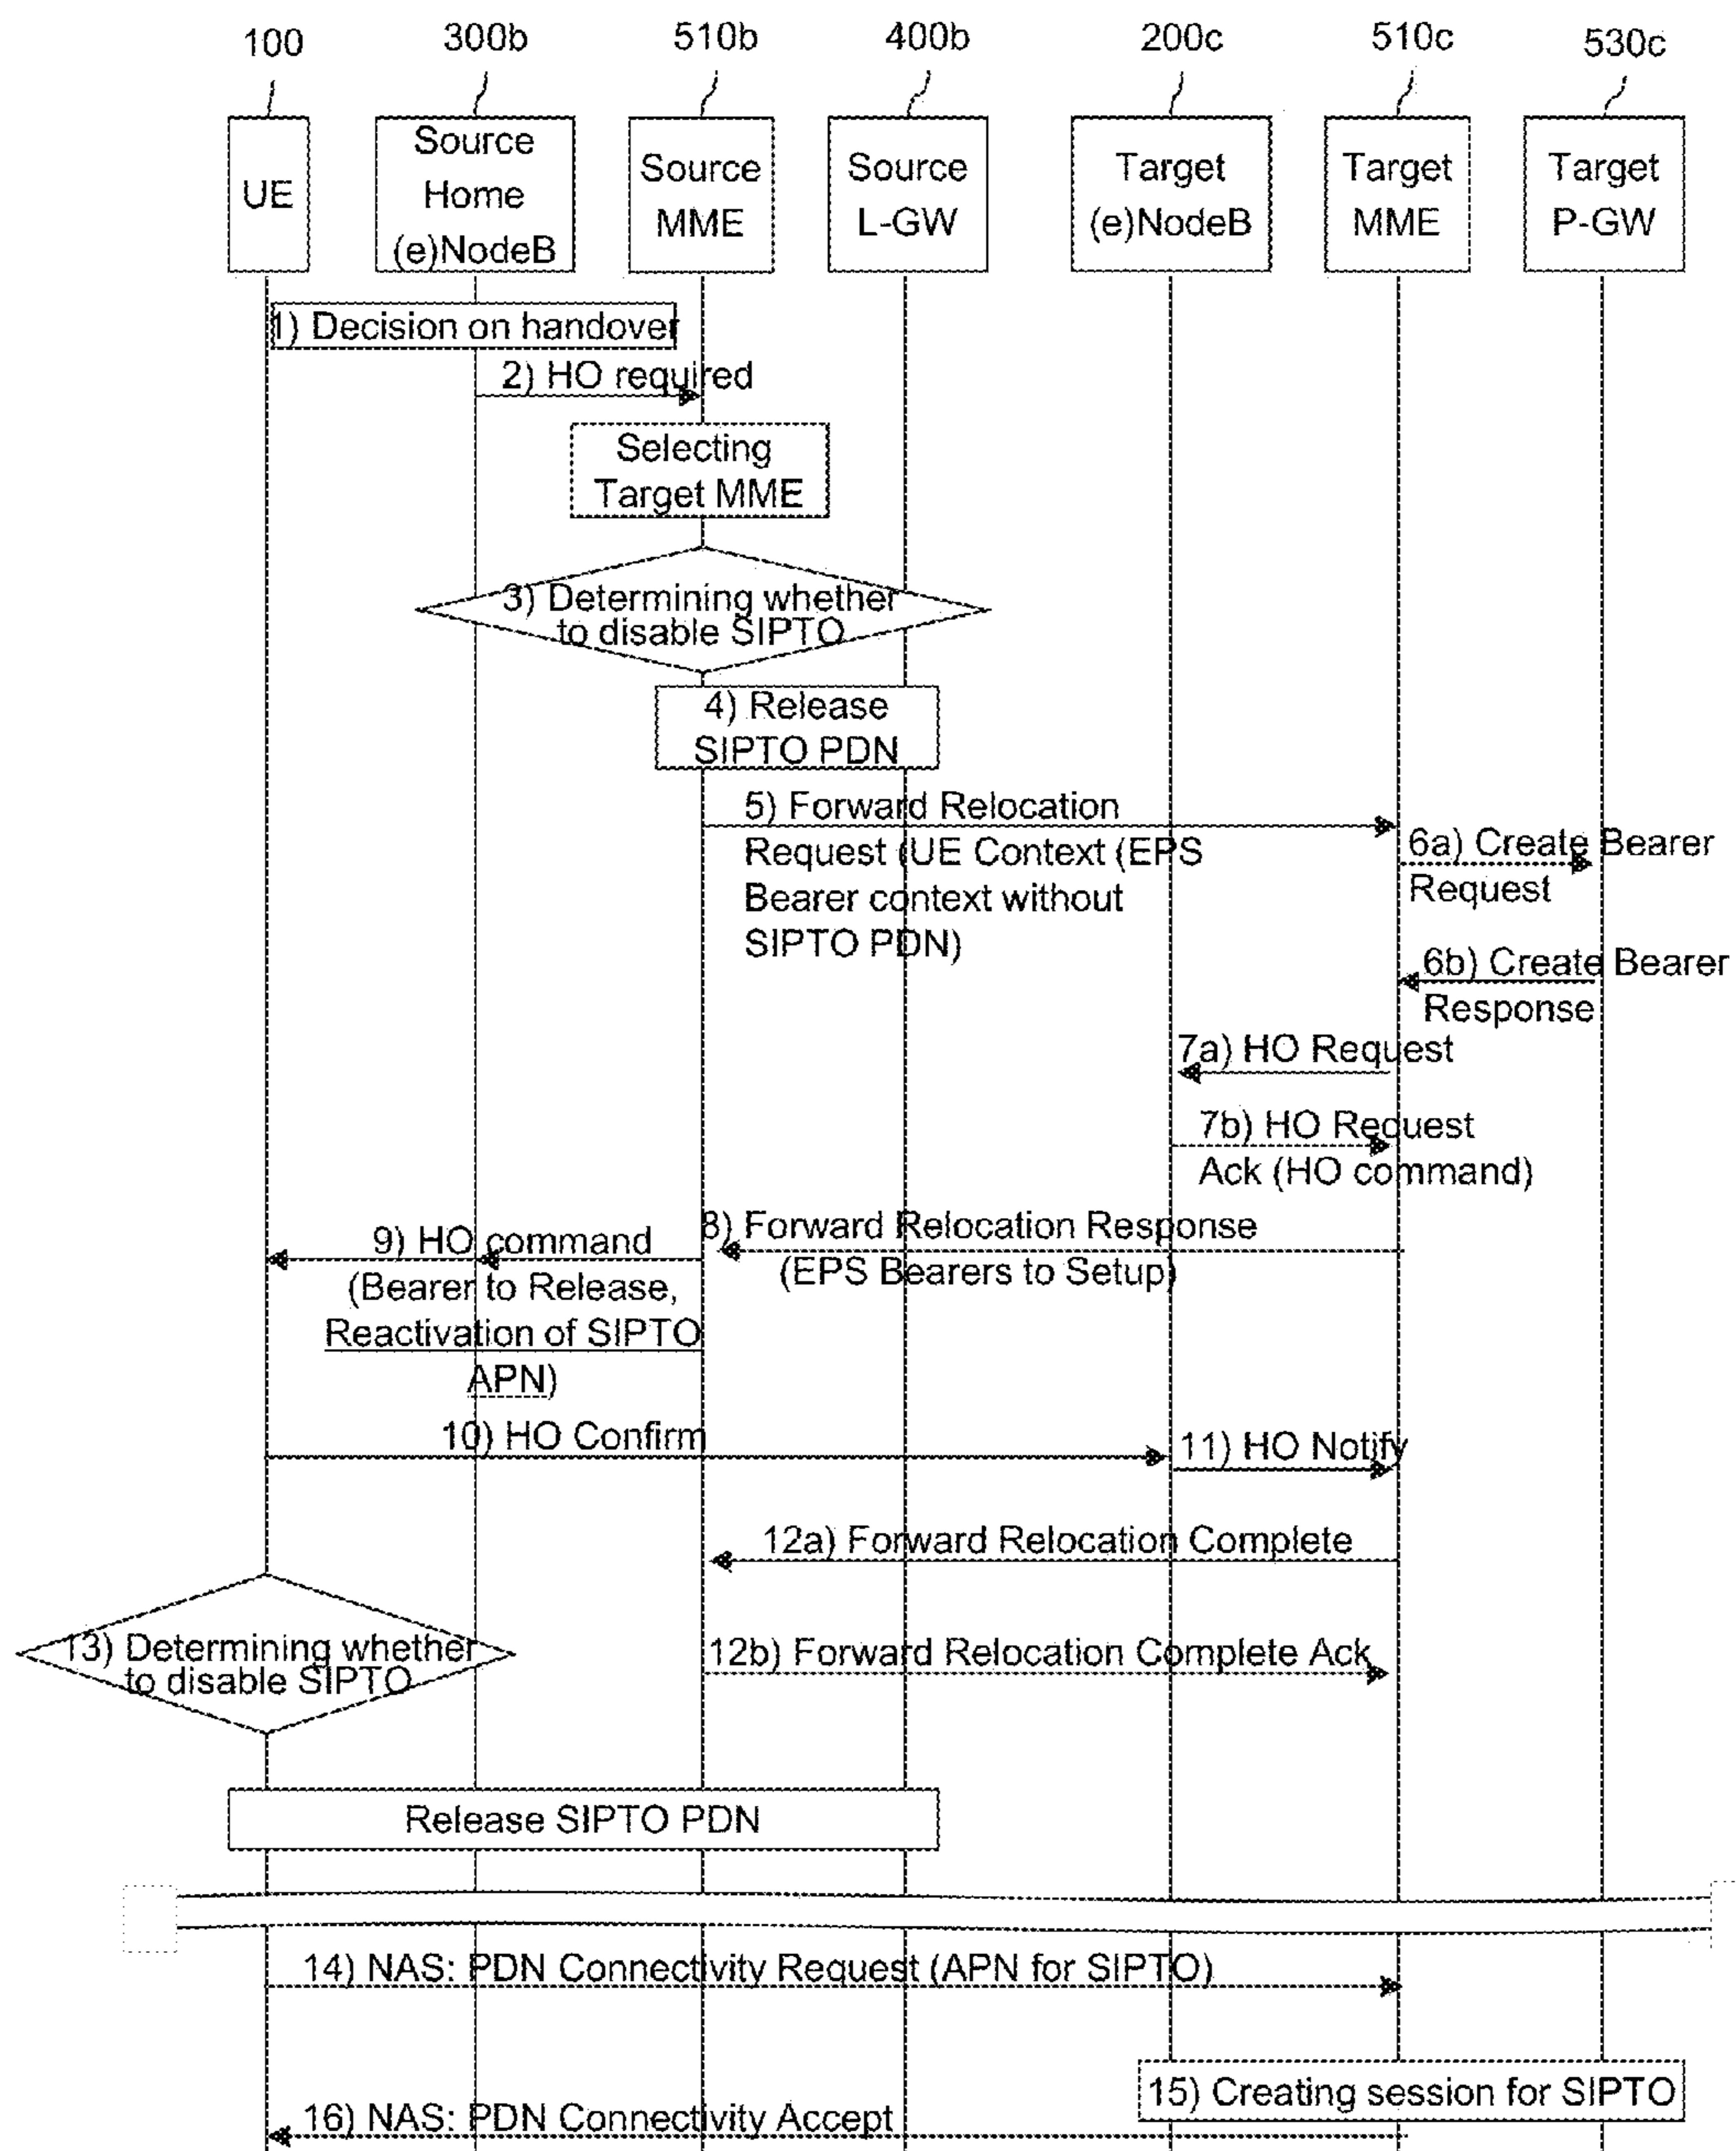 100
300b
510b
400b
200c
510c
530c
UE
Source
Home
(e)NodeB
Source
MME
Source
L-GW
Target
(e)NodeB
Target
MME
Target
P-GW
1) Decision on handover
2) HO required
Selecting
Target MME
3) Determining whether
to disable SIPTO
4) Release
SIPTO PDN
5) Forward Relocation
Request (UE Context (EPS
Bearer context without
SIPTO PDN)
6a) Create Bearer
Request
6b) Create Bearer
Response
7a) HO Request
7b) HO Request
Ack (HO command)
8) Forward Relocation Response
(EPS Bearers to Setup)
9) HO command
(Bearer to Release,
Reactivation of SIPTO
APN)
10) HO Confirm
11) HO Notify
12a) Forward Relocation Complete
13) Determining whether
to disable SIPTO
12b) Forward Relocation Complete Ack
Release SIPTO PDN
14) NAS: PDN Connectivity Request (APN for SIPTO)
15) Creating session for SIPTO
16) NAS: PDN Connectivity Accept